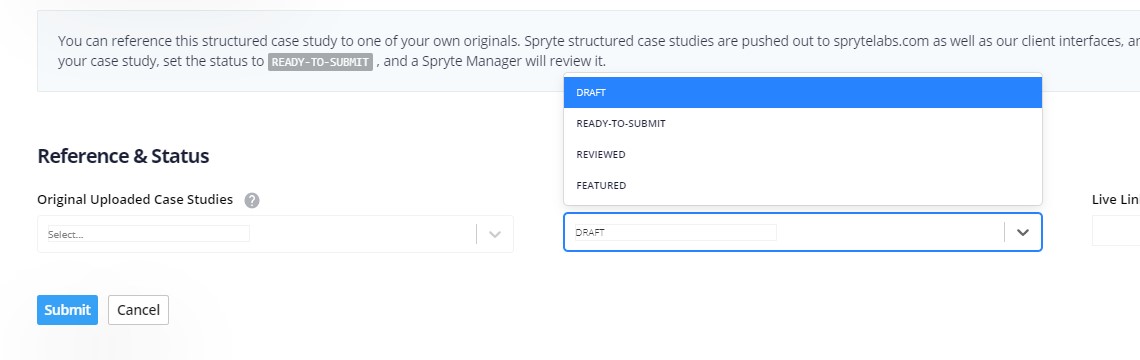 You can reference this structured case study to one of your own originals. Spryte structured case studies are pushed out to sprytelabs.com as well as our client interfaces,
your case study, set the status to READY-TO-SUBMIT , and a Spryte Manager will review it.
DRAFT
READY-TO-SUBMIT
REVIEWED
FEATURED
Reference & Status
Original Uploaded Case Studies ?
Live
Select...
DRAFT
Submit
Cancel